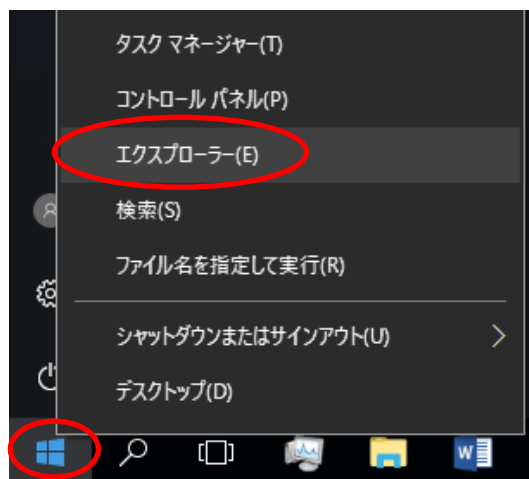 タスク マネージャー(T)
コントロール パネル(P)
エクスプローラー(E)
検索(S)
ファイル名を指定して実行(R)
シャットダウンまたはサインアウト(U)
デスクトップ(D)
W